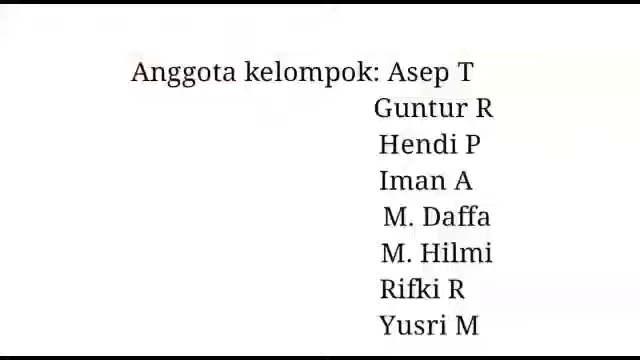 Anggota kelompok: Asep T
Guntur R
Hendi P
Iman A
M. Daffa
M. Hilmi
Rifki R
Yusri M